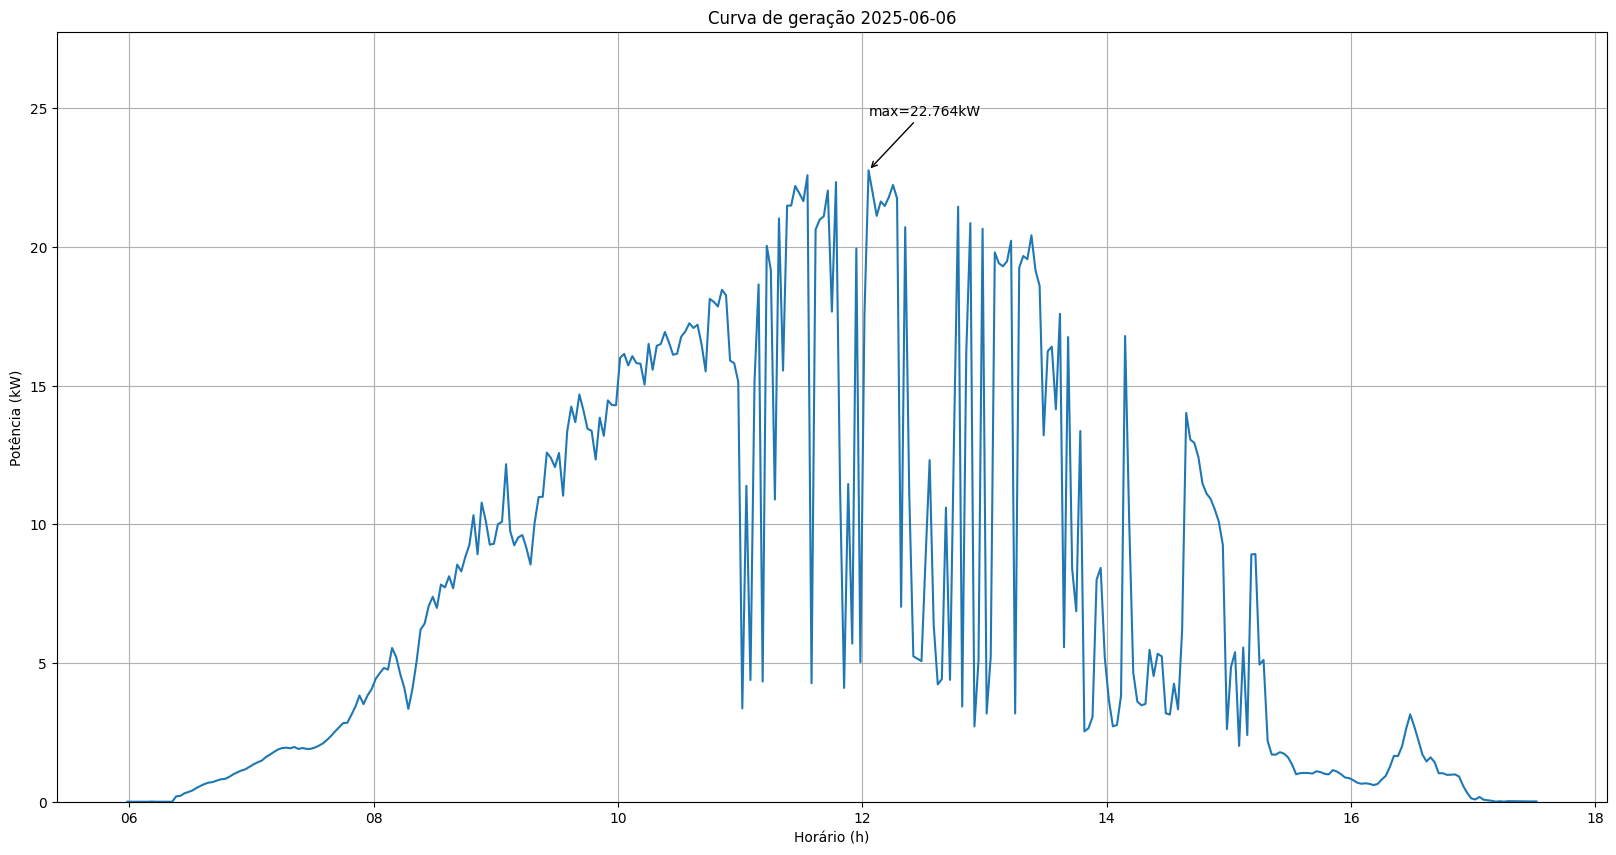 Curva de geração 2025-06-06
max=22.764kW
Potência (kW)
25
20
15
10
5
0
06 08 10 12 14 16 18
Horário (h)